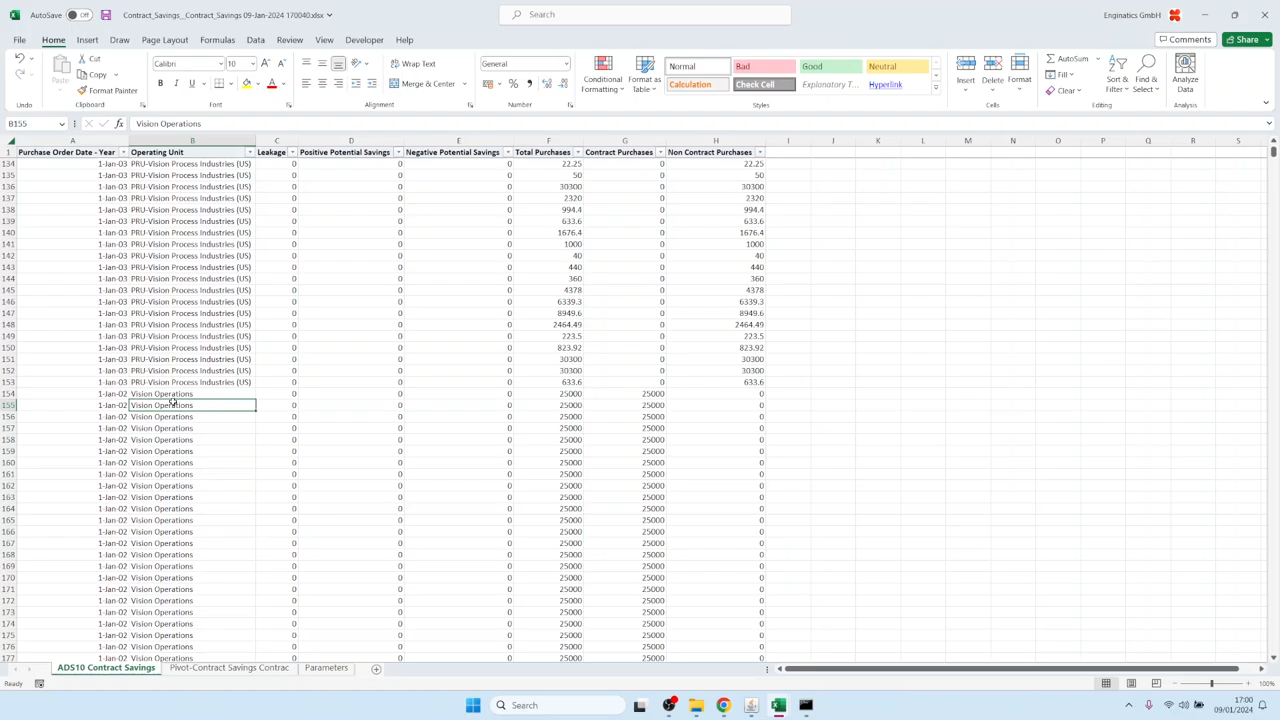 AutoSave Off Contract_Savings__Contract_Savings 09-Jan-2024 170040.xlsx Search Enginatics GmbH
File Home Insert Draw Page Layout Formulas Data Review View Developer Help Comments Share
Paste Cut Copy Format Painter Calibri 10 Wrap Text General Conditional Formatting Format as Table Normal Bad Good Neutral Insert Delete Format AutoSum Sort & Filter Find & Select Analyze Data
B I U Merge & Center Calculation Check Cell Explanatory T... Hyperlink Fill Clear
Undo Clipboard Font Alignment Number Styles Cells Editing Analysis
B155 fx Vision Operations
A B C D E F G H I J K L M N O P Q R S
1 Purchase Order Date - Year Operating Unit Leakage Positive Potential Savings Negative Potential Savings Total Purchases Contract Purchases Non Contract Purchases
134 1-Jan-03 PRU-Vision Process Industries (US) 0 0 0 22.25 0 22.25
135 1-Jan-03 PRU-Vision Process Industries (US) 0 0 0 50 0 50
136 1-Jan-03 PRU-Vision Process Industries (US) 0 0 0 30300 0 30300
137 1-Jan-03 PRU-Vision Process Industries (US) 0 0 0 2320 0 2320
138 1-Jan-03 PRU-Vision Process Industries (US) 0 0 0 994.4 0 994.4
139 1-Jan-03 PRU-Vision Process Industries (US) 0 0 0 633.6 0 633.6
140 1-Jan-03 PRU-Vision Process Industries (US) 0 0 0 1676.4 0 1676.4
141 1-Jan-03 PRU-Vision Process Industries (US) 0 0 0 1000 0 1000
142 1-Jan-03 PRU-Vision Process Industries (US) 0 0 0 40 0 40
143 1-Jan-03 PRU-Vision Process Industries (US) 0 0 0 440 0 440
144 1-Jan-03 PRU-Vision Process Industries (US) 0 0 0 360 0 360
145 1-Jan-03 PRU-Vision Process Industries (US) 0 0 0 4378 0 4378
146 1-Jan-03 PRU-Vision Process Industries (US) 0 0 0 6339.3 0 6339.3
147 1-Jan-03 PRU-Vision Process Industries (US) 0 0 0 8949.6 0 8949.6
148 1-Jan-03 PRU-Vision Process Industries (US) 0 0 0 2464.49 0 2464.49
149 1-Jan-03 PRU-Vision Process Industries (US) 0 0 0 223.5 0 223.5
150 1-Jan-03 PRU-Vision Process Industries (US) 0 0 0 823.92 0 823.92
151 1-Jan-03 PRU-Vision Process Industries (US) 0 0 0 30300 0 30300
152 1-Jan-03 PRU-Vision Process Industries (US) 0 0 0 30300 0 30300
153 1-Jan-03 PRU-Vision Process Industries (US) 0 0 0 633.6 0 633.6
154 1-Jan-02 Vision Operations 0 0 0 25000 25000 0
155 1-Jan-02 Vision Operations 0 0 0 25000 25000 0
156 1-Jan-02 Vision Operations 0 0 0 25000 25000 0
157 1-Jan-02 Vision Operations 0 0 0 25000 25000 0
158 1-Jan-02 Vision Operations 0 0 0 25000 25000 0
159 1-Jan-02 Vision Operations 0 0 0 25000 25000 0
160 1-Jan-02 Vision Operations 0 0 0 25000 25000 0
161 1-Jan-02 Vision Operations 0 0 0 25000 25000 0
162 1-Jan-02 Vision Operations 0 0 0 25000 25000 0
163 1-Jan-02 Vision Operations 0 0 0 25000 25000 0
164 1-Jan-02 Vision Operations 0 0 0 25000 25000 0
165 1-Jan-02 Vision Operations 0 0 0 25000 25000 0
166 1-Jan-02 Vision Operations 0 0 0 25000 25000 0
167 1-Jan-02 Vision Operations 0 0 0 25000 25000 0
168 1-Jan-02 Vision Operations 0 0 0 25000 25000 0
169 1-Jan-02 Vision Operations 0 0 0 25000 25000 0
170 1-Jan-02 Vision Operations 0 0 0 25000 25000 0
171 1-Jan-02 Vision Operations 0 0 0 25000 25000 0
172 1-Jan-02 Vision Operations 0 0 0 25000 25000 0
173 1-Jan-02 Vision Operations 0 0 0 25000 25000 0
174 1-Jan-02 Vision Operations 0 0 0 25000 25000 0
175 1-Jan-02 Vision Operations 0 0 0 25000 25000 0
176 1-Jan-02 Vision Operations 0 0 0 25000 25000 0
177 1-Jan-02 Vision Operations 0 0 0 25000 25000 0
ADS10 Contract Savings Pivot-Contract Savings Contrac Parameters
Ready 100%
Search 17:00
09/01/2024